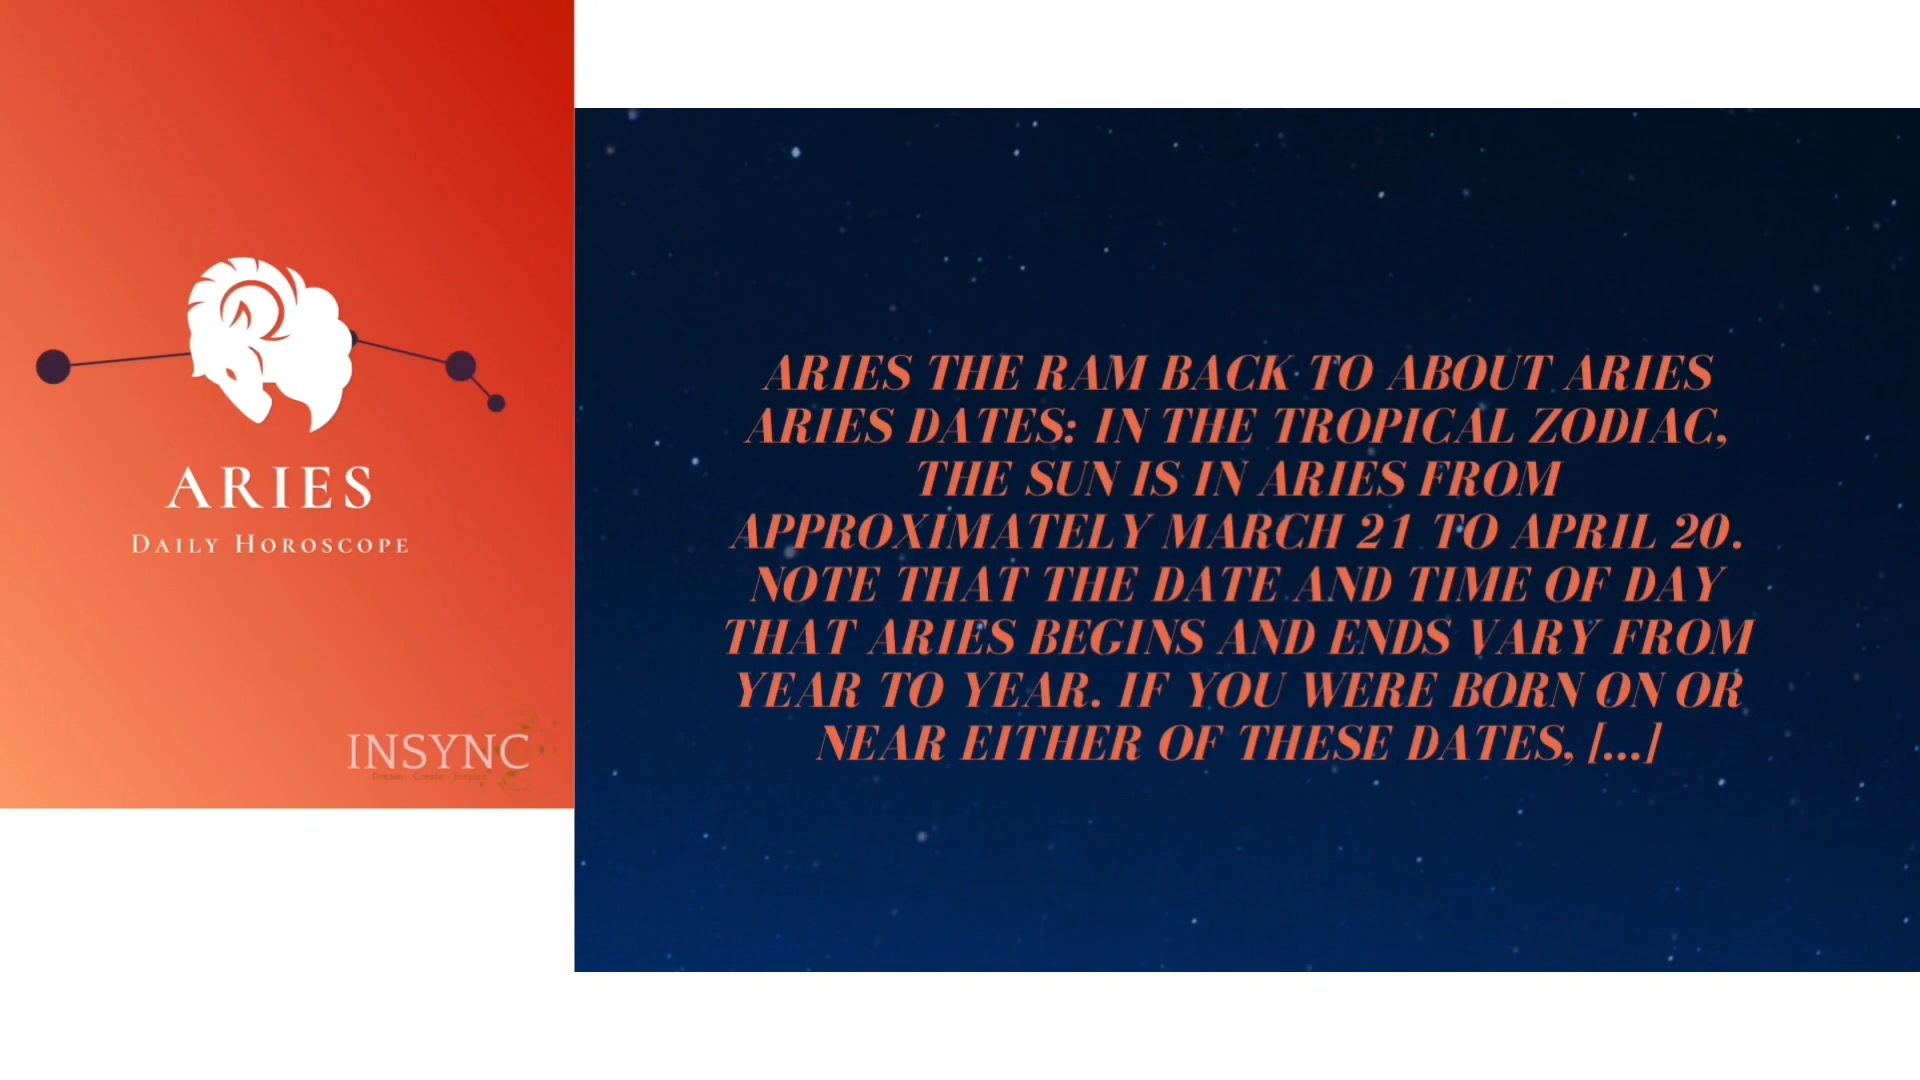 ARIES
DAILY HOROSCOPE
INSYNC
Dream - Create - Inspire
ARIES THE RAM BACK TO ABOUT ARIES
ARIES DATES: IN THE TROPICAL ZODIAC,
THE SUN IS IN ARIES FROM
APPROXIMATELY MARCH 21 TO APRIL 20.
NOTE THAT THE DATE AND TIME OF DAY
THAT ARIES BEGINS AND ENDS VARY FROM
YEAR TO YEAR. IF YOU WERE BORN ON OR
NEAR EITHER OF THESE DATES, [...]